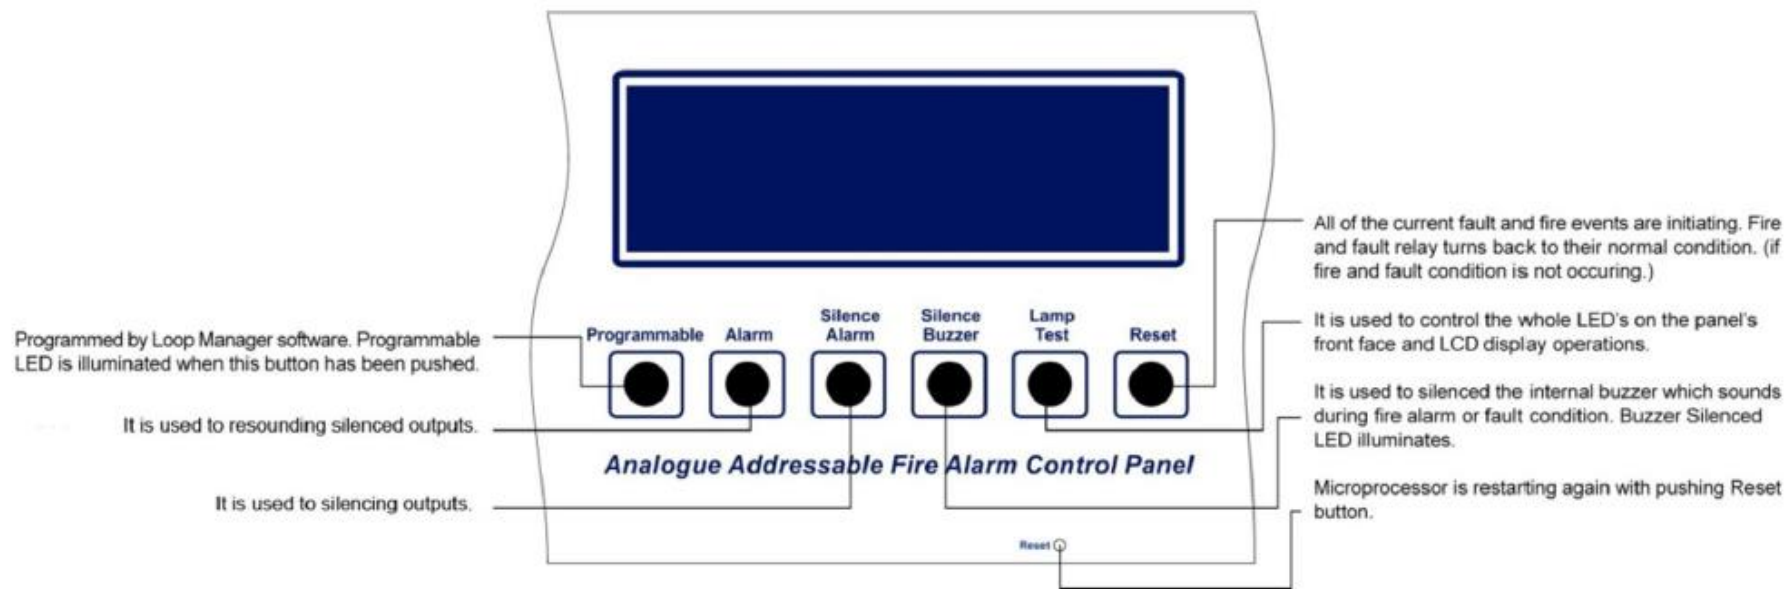 All of the current fault and fire events are initiating. Fire
and fault relay turns back to their normal condition. (if
fire and fault condition is not occuring.)
Programmed by Loop Manager software. Programmable
LED is illuminated when this button has been pushed.
Programmable
Alarm
Silence
Alarm
Silence
Buzzer
Lamp
Test
Reset
It is used to control the whole LED's on the panel's
front face and LCD display operations.
It is used to silenced the internal buzzer which sounds
during fire alarm or fault condition. Buzzer Silenced
LED illuminates.
It is used to resounding silenced outputs.
Analogue Addressable Fire Alarm Control Panel
It is used to silencing outputs.
Microprocessor is restarting again with pushing Reset
button.
Reset